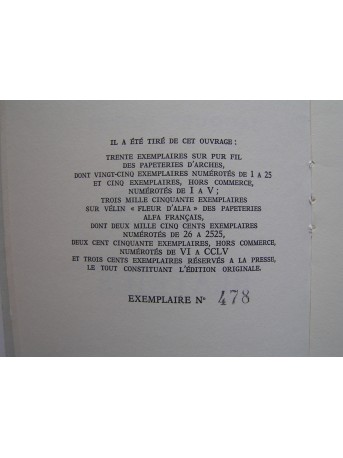 IL A ÉTÉ TIRÉ DE CET OUVRAGE :
TRENTE EXEMPLAIRES SUR PUR FIL
DES PAPETERIES D'ARCHES,
DONT VINGT-CINQ EXEMPLAIRES NUMÉROTÉS DE 1 A 25
ET CINQ EXEMPLAIRES, HORS COMMERCE,
NUMÉROTÉS DE I A V ;
TROIS MILLE CINQUANTE EXEMPLAIRES
SUR VÉLIN « FLEUR D'ALFA » DES PAPETERIES
ALFA FRANÇAIS,
DONT DEUX MILLE CINQ CENTS EXEMPLAIRES
NUMÉROTÉS DE 26 A 2525,
DEUX CENT CINQUANTE EXEMPLAIRES, HORS COMMERCE,
NUMÉROTÉS DE VI A CCLV
ET TROIS CENTS EXEMPLAIRES RÉSERVÉS A LA PRESSE,
LE TOUT CONSTITUANT L'ÉDITION ORIGINALE.
EXEMPLAIRE N° 478